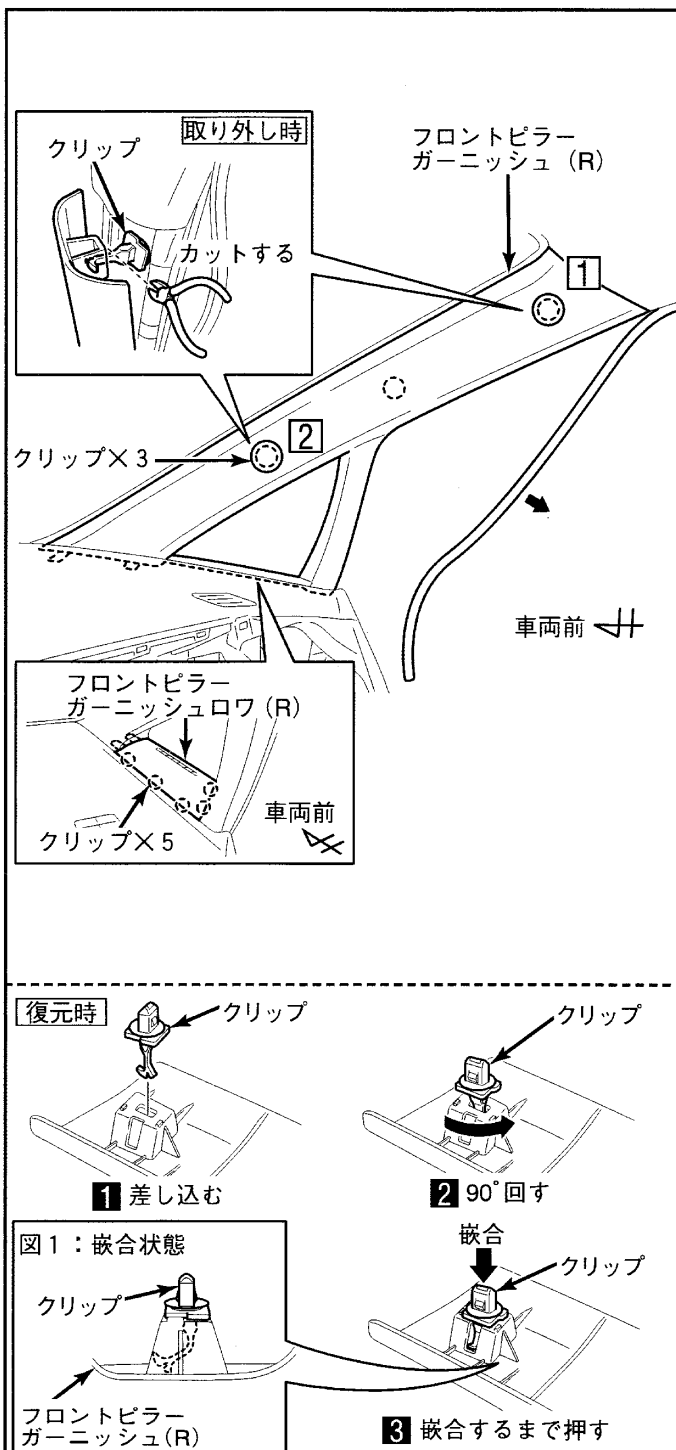 取り外し時
クリップ
カットする
フロントピラー
ガーニッシュ (R)
1
2
クリップ×3
車両前
フロントピラー
ガーニッシュロワ (R)
クリップ×5
車両前
復元時
クリップ
1 差し込む
クリップ
2 90°回す
図1：嵌合状態
クリップ
フロントピラー
ガーニッシュ(R)
嵌合
クリップ
3 嵌合するまで押す